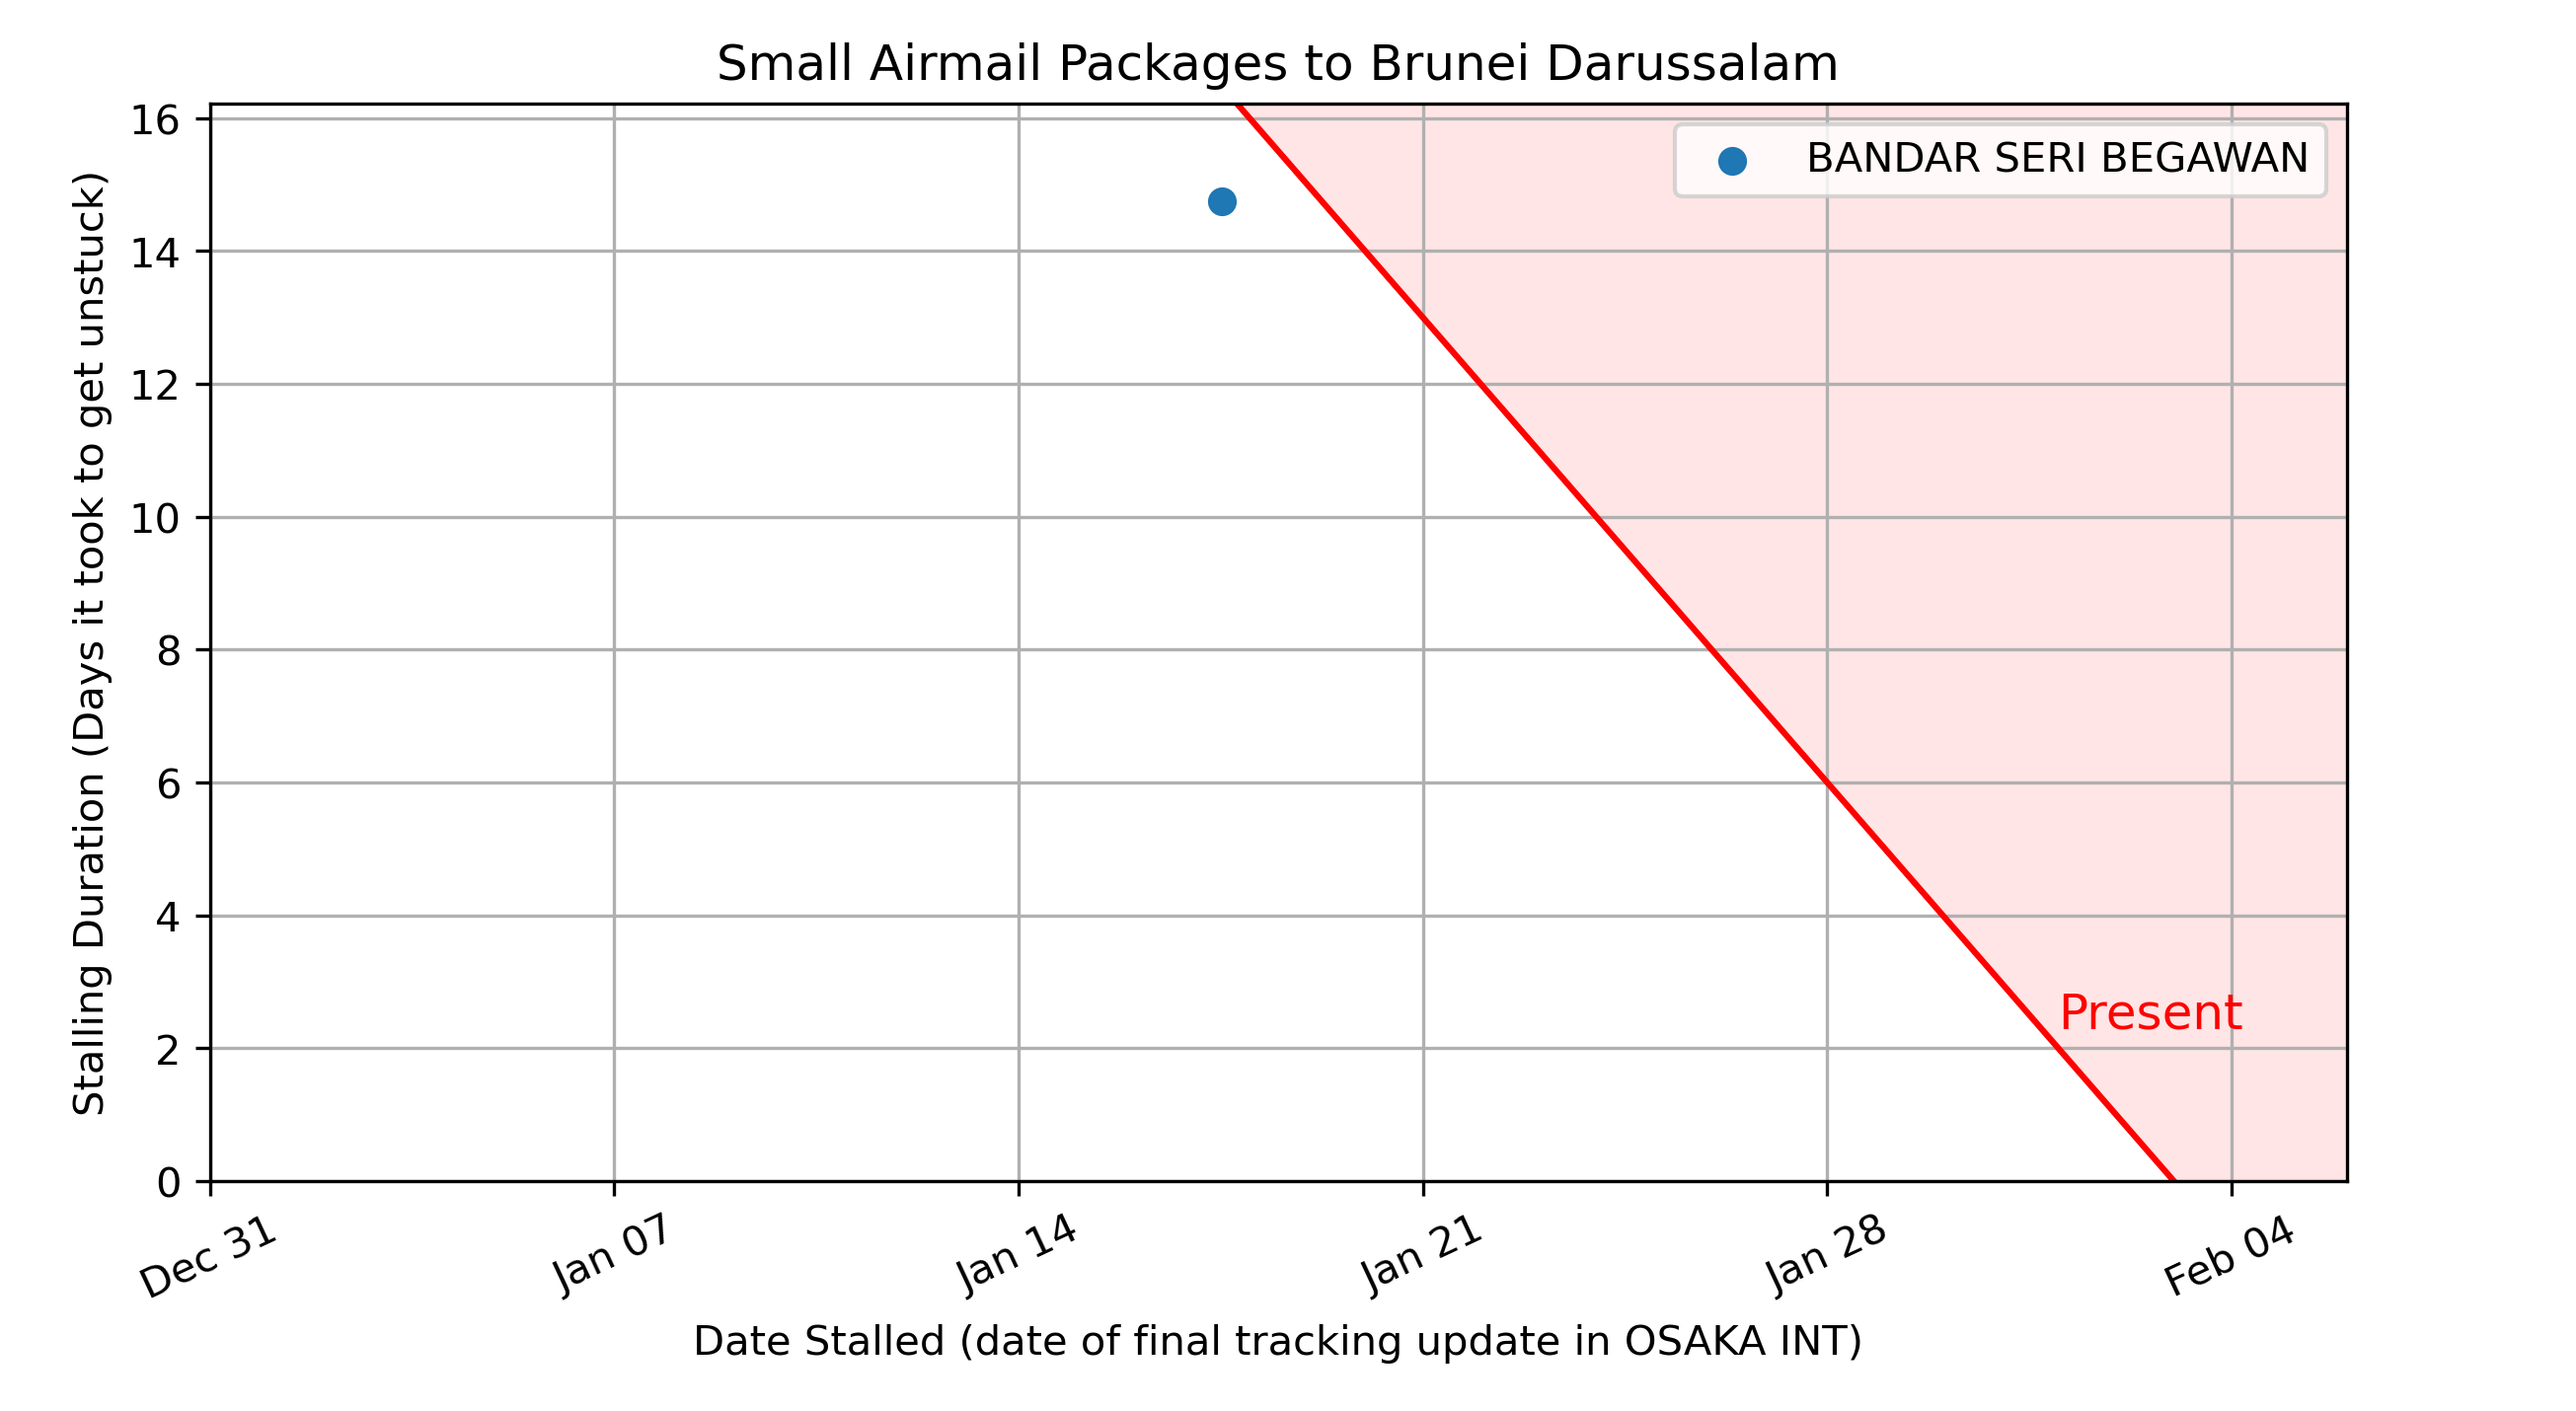 Small Airmail Packages to Brunei Darussalam
BANDAR SERI BEGAWAN
Stalling Duration (Days it took to get unstuck)
16
14
12
10
8
6
4
2
0
Present
Dec 31
Jan 07
Jan 14
Jan 21
Jan 28
Feb 04
Date Stalled (date of final tracking update in OSAKA INT)